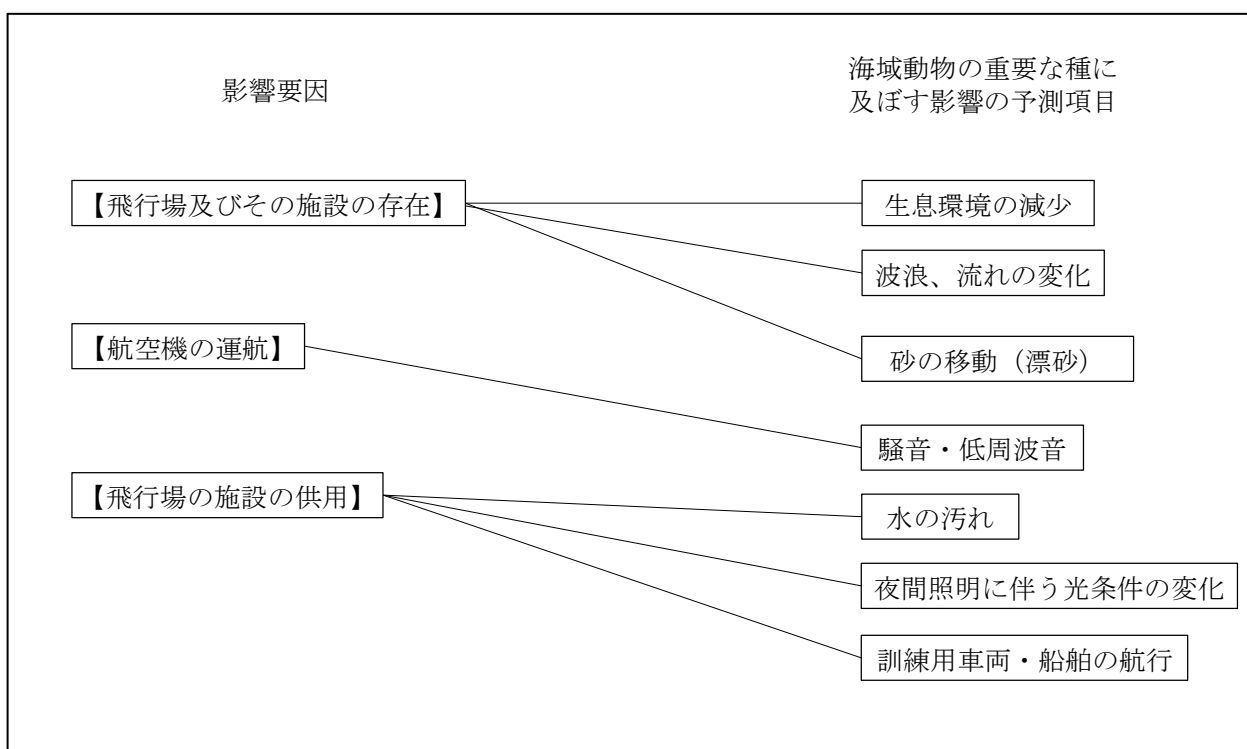 影響要因
海域動物の重要な種に
及ぼす影響の予測項目
【飛行場及びその施設の存在】
生息環境の減少
波浪、流れの変化
砂の移動（漂砂）
【航空機の運航】
騒音・低周波音
【飛行場の施設の供用】
水の汚れ
夜間照明に伴う光条件の変化
訓練用車両・船舶の航行